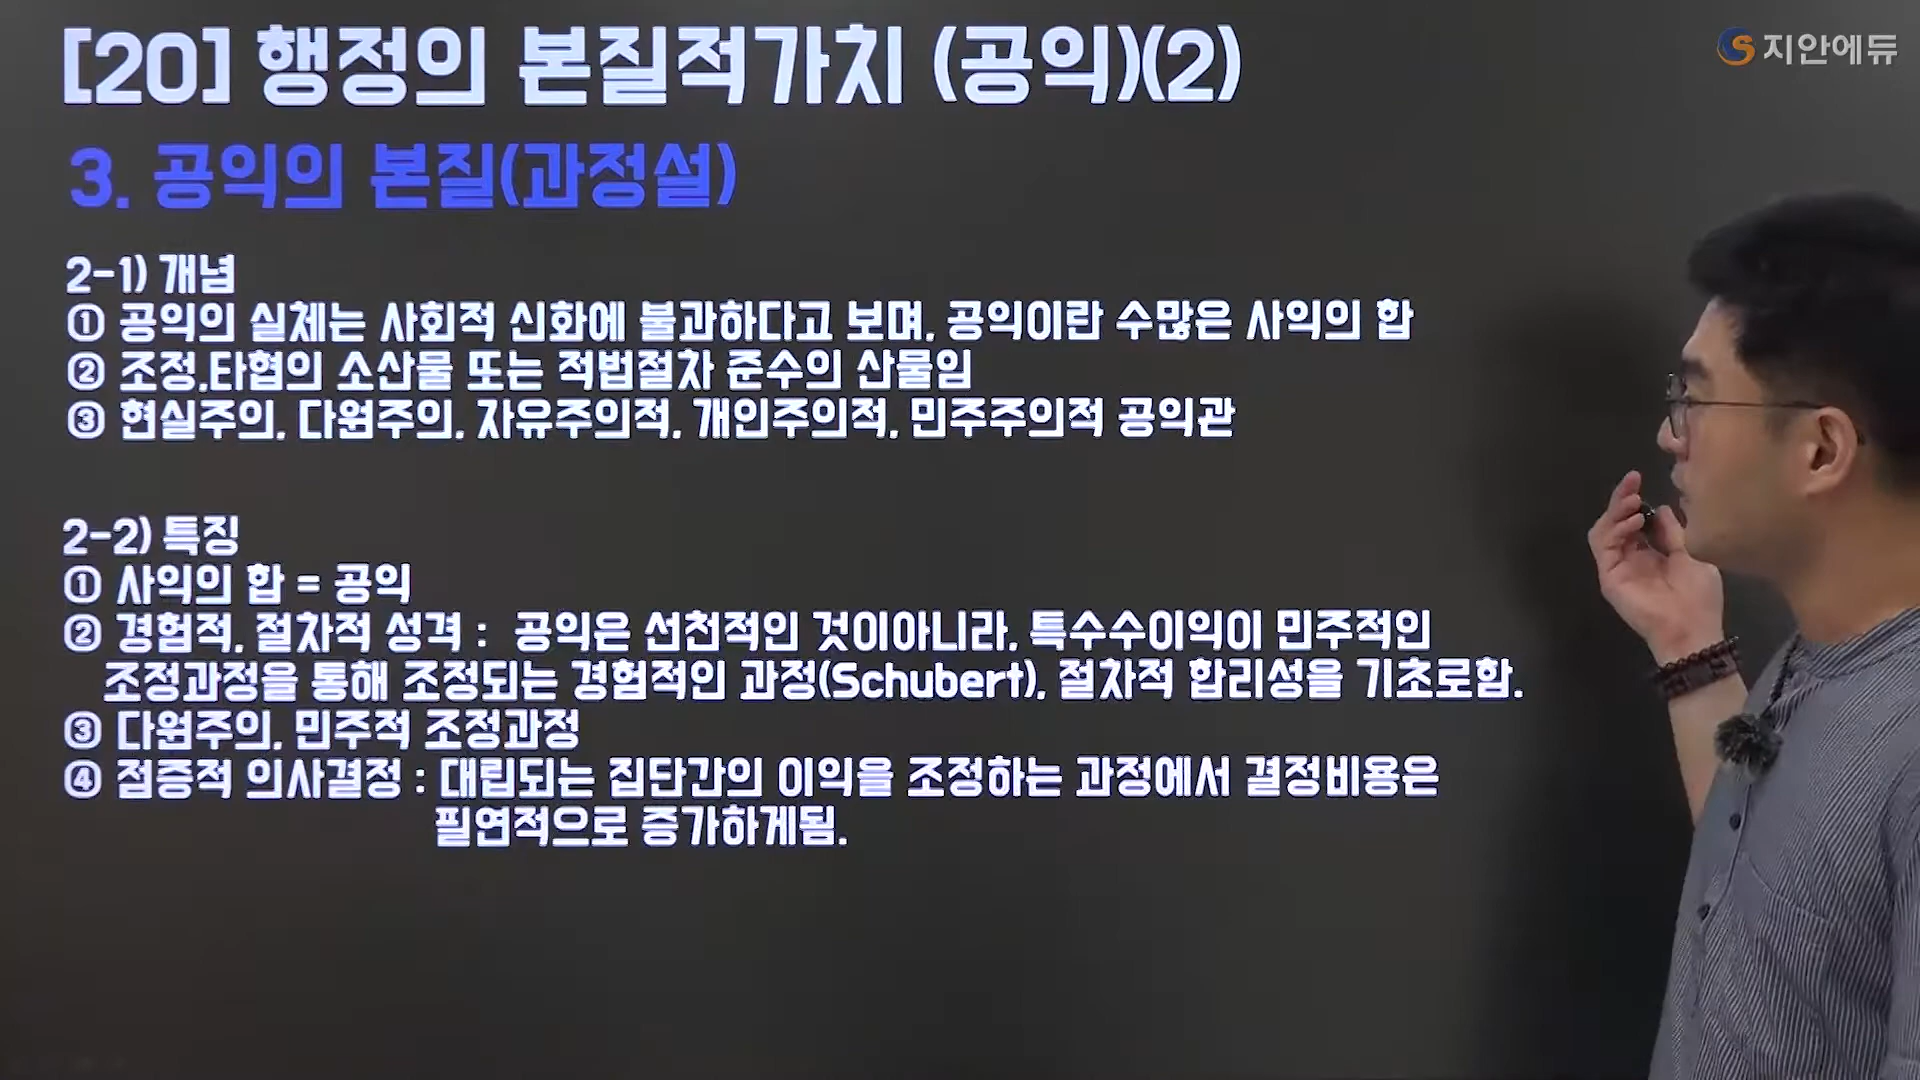 [20] 행정의 본질적가치 (공익)(2)
지안에듀
3. 공익의 본질(과정설)
2-1) 개념
① 공익의 실체는 사회적 신화에 불과하다고 보며, 공익이란 수많은 사익의 합
② 조정,타협의 소산물 또는 적법절차 준수의 산물임
③ 현실주의, 다원주의, 자유주의적, 개인주의적, 민주주의적 공익관
2-2) 특징
① 사익의 합 = 공익
② 경험적, 절차적 성격 : 공익은 선천적인 것이아니라, 특수수이익이 민주적인
조정과정을 통해 조정되는 경험적인 과정(Schubert), 절차적 합리성을 기초로함.
③ 다원주의, 민주적 조정과정
④ 점증적 의사결정 : 대립되는 집단간의 이익을 조정하는 과정에서 결정비용은
필연적으로 증가하게됨.